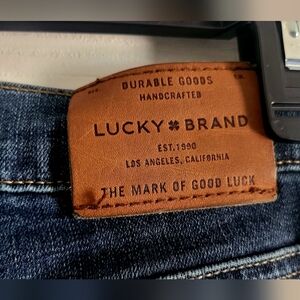 DURABLE GOODS
HANDCRAFTED
LUCKY BRAND
EST.1990
LOS ANGELES, CALIFORNIA
THE MARK OF GOOD LUCK